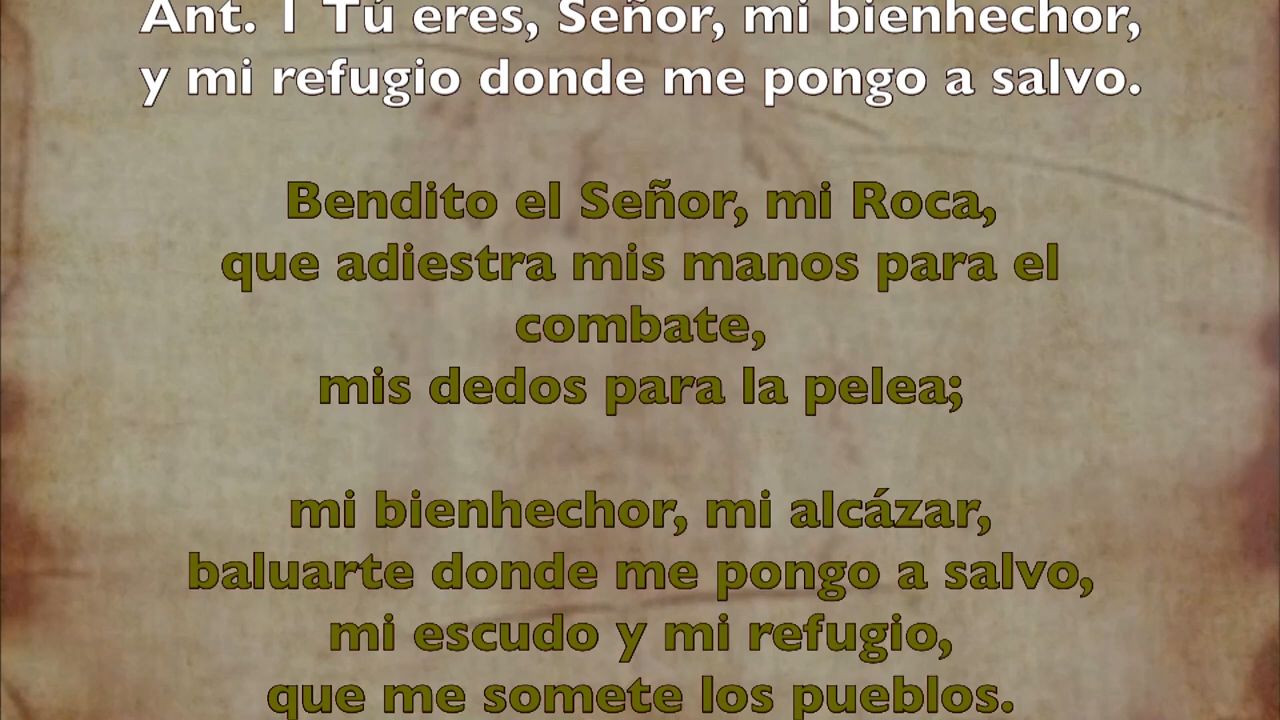 Ant. 1 Tú eres, Señor, mi bienhechor,
y mi refugio donde me pongo a salvo.
Bendito el Señor, mi Roca,
que adiestra mis manos para el
combate,
mis dedos para la pelea;
mi bienhechor, mi alcázar,
baluarte donde me pongo a salvo,
mi escudo y mi refugio,
que me somete los pueblos.